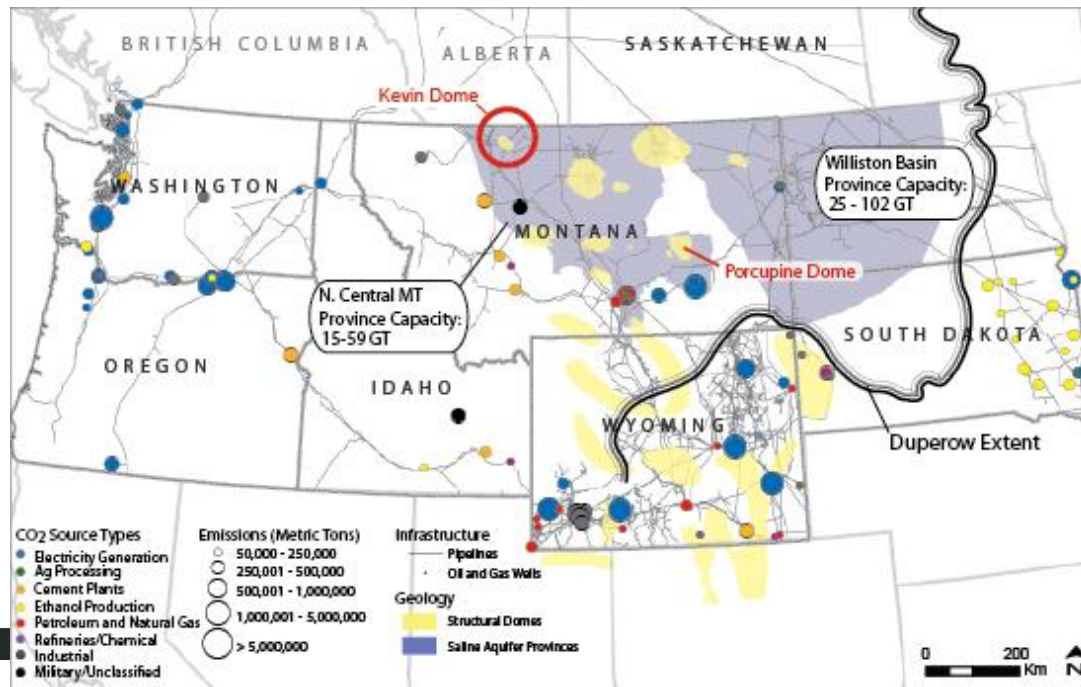 BRITISH COLUMBIA
ALBERTA
SASKATCHEWAN
Kevin Dome
WASHINGTON
MONTANA
Williston Basin
Province Capacity:
25 - 102 GT
Porcupine Dome
N. Central MT
Province Capacity:
15-59 GT
OREGON
IDAHO
SOUTH DAKOTA
WYOMING
Duperow Extent
CO2 Source Types
Electricity Generation
Ag Processing
Cement Plants
Ethanol Production
Petroleum and Natural Gas
Refineries/Chemical
Industrial
Military/Unclassified
Emissions (Metric Tons)
50,000 - 250,000
250,001 - 500,000
500,001 - 1,000,000
1,000,001 - 5,000,000
> 5,000,000
Infrastructure
Pipelines
Oil and Gas Wells
Geology
Structural Domes
Saline Aquifer Provinces
0 200
Km
N